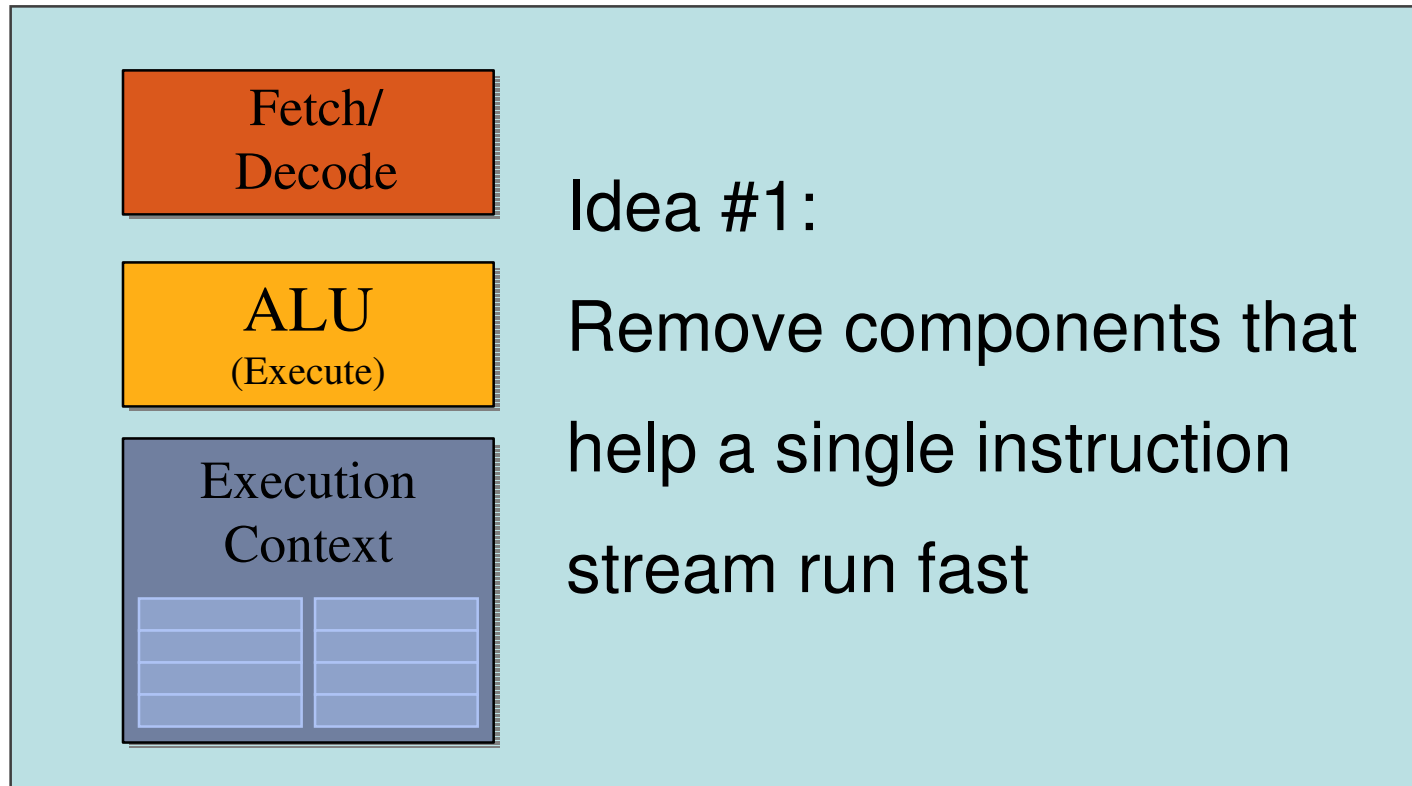 Fetch/
Decode
ALU
(Execute)
Execution
Context
Idea #1:
Remove components that
help a single instruction
stream run fast